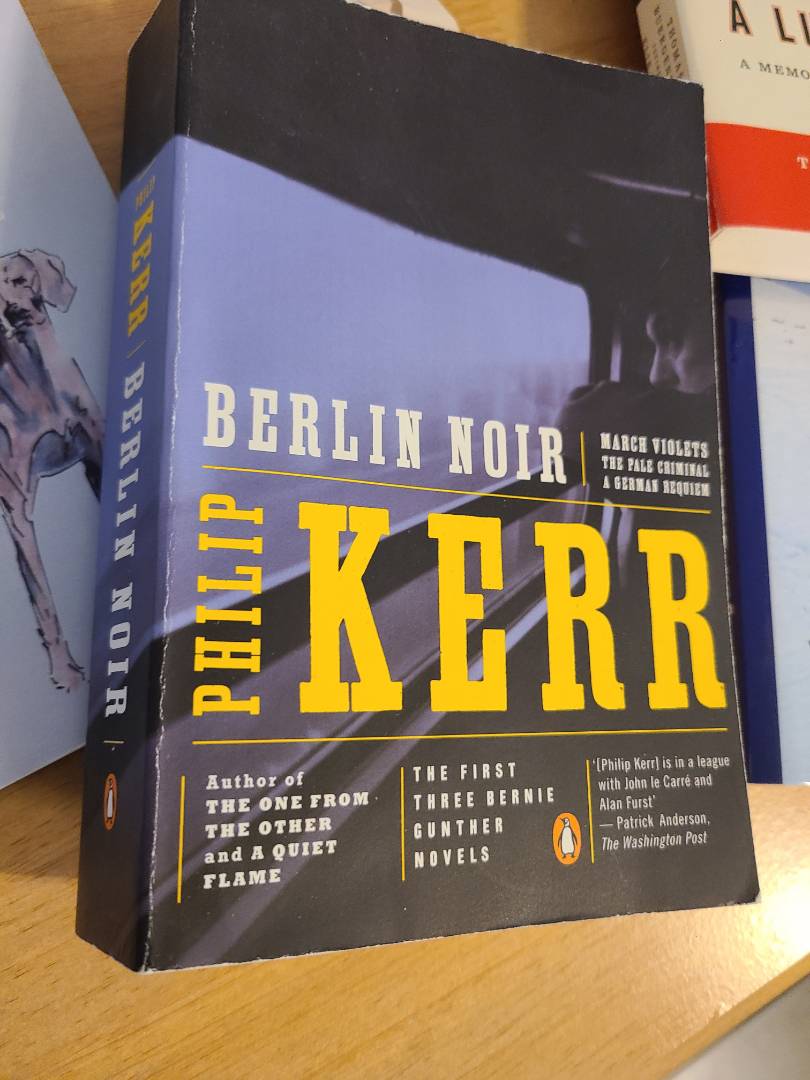 PHILIP KERR | BERLIN NOIR /
BERLIN NOIR
MARCH VIOLETS
THE PALE CRIMINAL
A GERMAN REQUIEM
PHILIP
KERR
Author of
THE ONE FROM
THE OTHER
and A QUIET
FLAME
THE FIRST
THREE BERNIE
GUNTHER
NOVELS
'[Philip Kerr] is in a league
with John le Carré and
Alan Furst'
— Patrick Anderson,
The Washington Post
A MEMO
THOMAS